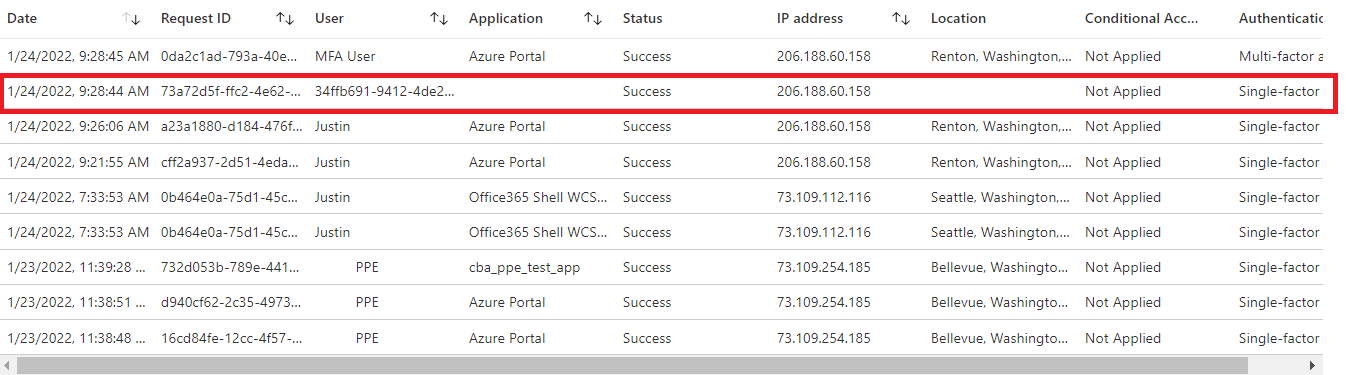 Date Request ID User Application Status IP address Location Conditional Acc... Authenticatio
1/24/2022, 9:28:45 AM 0da2c1ad-793a-40e... MFA User Azure Portal Success 206.188.60.158 Renton, Washington,... Not Applied Multi-factor a
1/24/2022, 9:28:44 AM 73a72d5f-ffc2-4e62-... 34ffb691-9412-4de2... Success 206.188.60.158 Not Applied Single-factor
1/24/2022, 9:26:06 AM a23a1880-d184-476f... Justin Azure Portal Success 206.188.60.158 Renton, Washington,... Not Applied Single-factor
1/24/2022, 9:21:55 AM cff2a937-2d51-4eda... Justin Azure Portal Success 206.188.60.158 Renton, Washington,... Not Applied Single-factor
1/24/2022, 7:33:53 AM 0b464e0a-75d1-45c... Justin Office365 Shell WCS... Success 73.109.112.116 Seattle, Washington,... Not Applied Single-factor
1/24/2022, 7:33:53 AM 0b464e0a-75d1-45c... Justin Office365 Shell WCS... Success 73.109.112.116 Seattle, Washington,... Not Applied Single-factor
1/23/2022, 11:39:28 ... 732d053b-789e-441... PPE cba_ppe_test_app Success 73.109.254.185 Bellevue, Washingto... Not Applied Single-factor
1/23/2022, 11:38:51 ... d940cf62-2c35-4973... PPE Azure Portal Success 73.109.254.185 Bellevue, Washingto... Not Applied Single-factor
1/23/2022, 11:38:48 ... 16cd84fe-12cc-4f57-... PPE Azure Portal Success 73.109.254.185 Bellevue, Washingto... Not Applied Single-factor